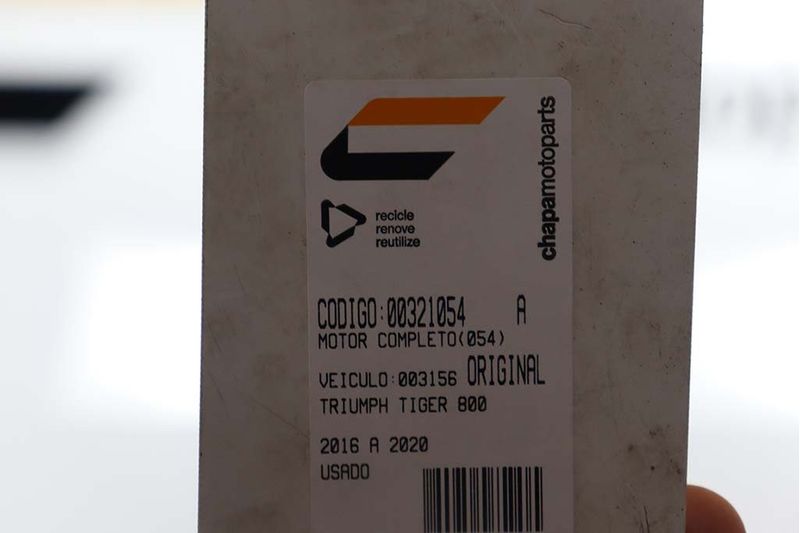 chapamotoparts
recicle
renove
reutilize
CODIGO:00321054 A
MOTOR COMPLETO(054)
VEICULO:003156 ORIGINAL
TRIUMPH TIGER 800
2016 A 2020
USADO